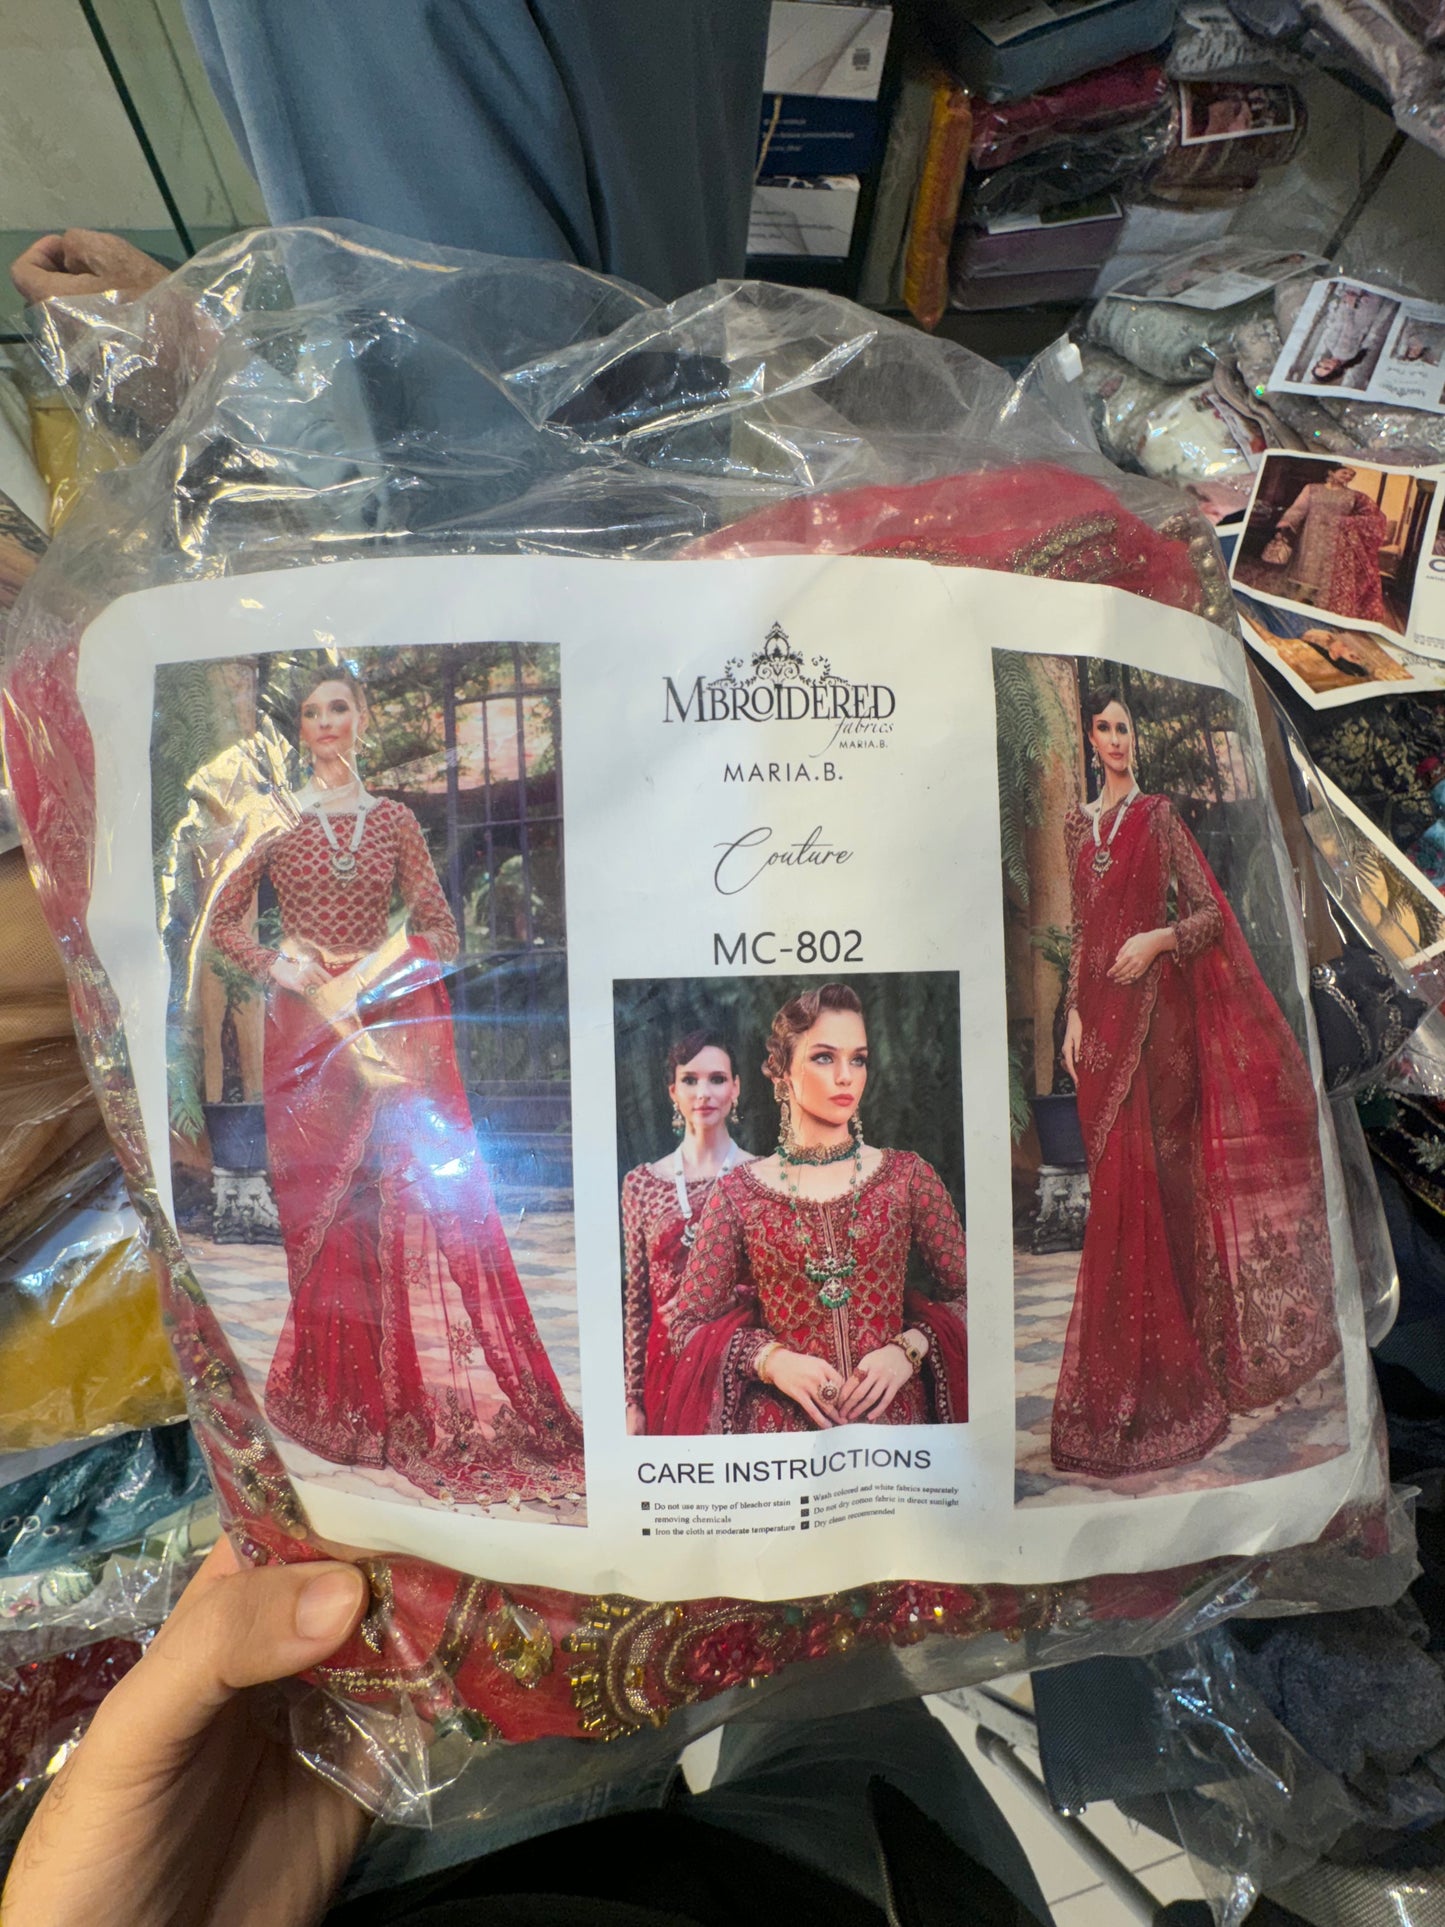 MBROIDERED
fabrics
MARIA.B.
MARIA.B.
Couture
MC-802
CARE INSTRUCTIONS
Do not use any type of bleachor stain
removing chemicals
Iron the cloth at moderate temperature
Wash colored and white fabrics separately
Do not dry cotton fabric in direct sunlight
Dry clean recommended